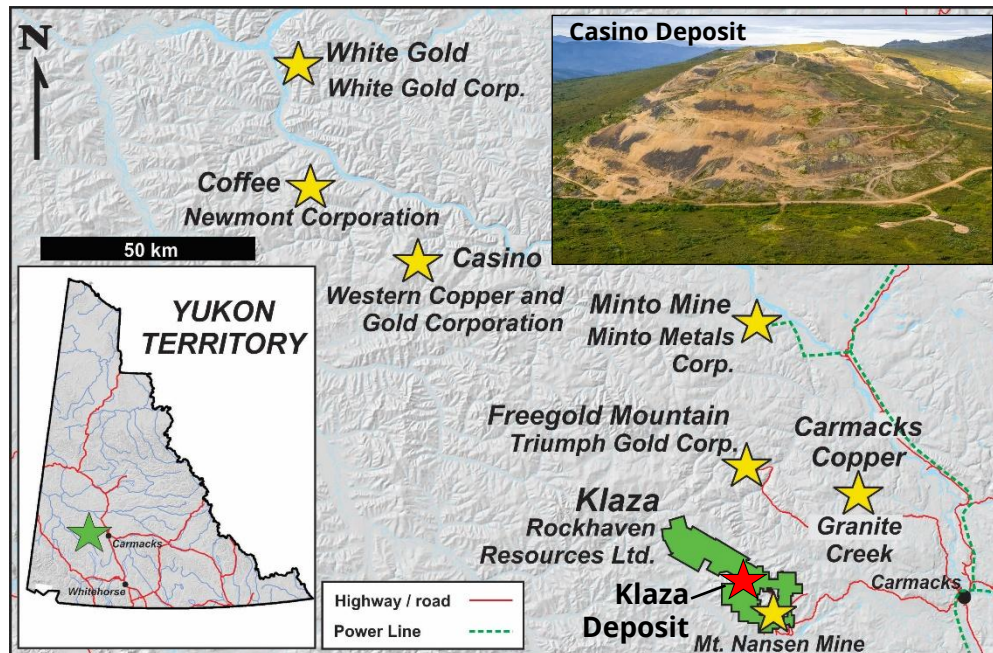 N
White Gold
White Gold Corp.
Casino Deposit
Coffee
Newmont Corporation
50 km
Casino
Western Copper and
Gold Corporation
Minto Mine
Minto Metals
Corp.
Freegold Mountain
Triumph Gold Corp.
Carmacks
Copper
Granite
Creek
Klaza
Rockhaven
Resources Ltd.
Klaza
Deposit
Mt. Nansen Mine
Carmacks
YUKON
TERRITORY
Carmacks
Whitehorse
Highway / road
Power Line